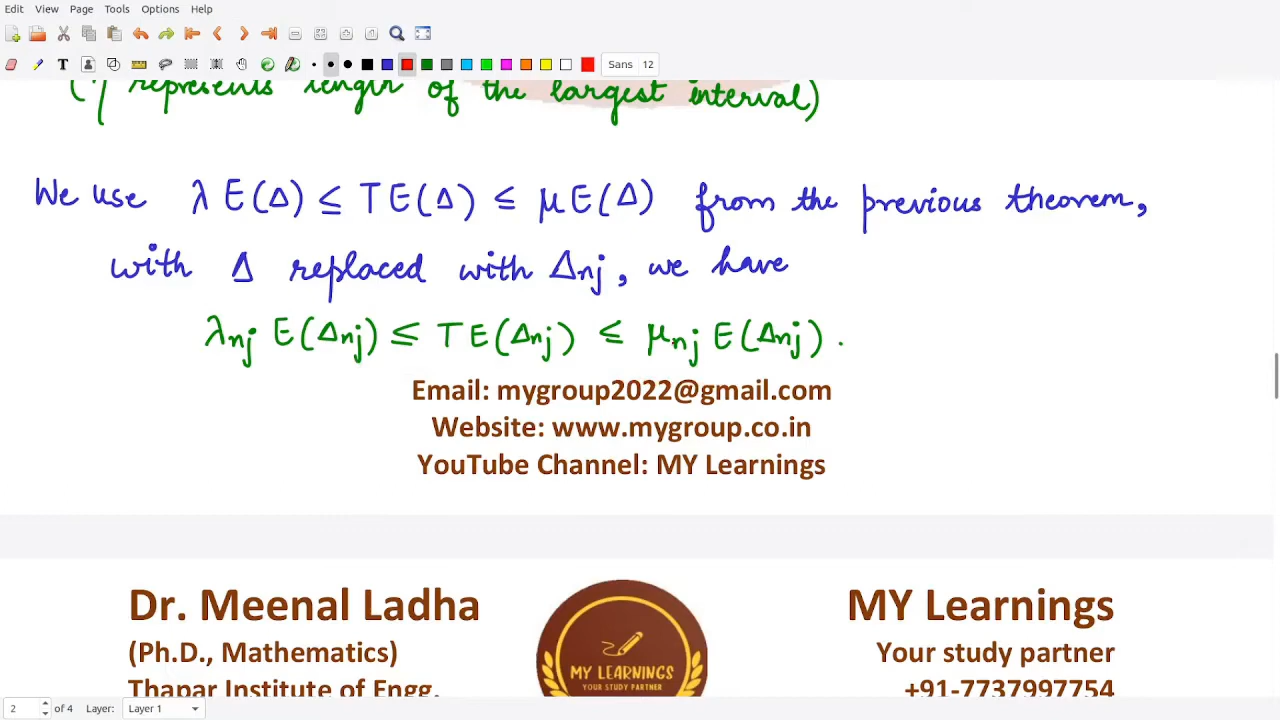 Edit View Page Tools Options Help
T Sans 12
(η represents length of the largest interval)
We use λ E(Δ) ≤ TE(Δ) ≤ μE(Δ) from the previous theorem,
with Δ replaced with Δnj, we have
λnj E(Δnj) ≤ TE(Δnj) ≤ μnj E(Δnj).
Email: mygroup2022@gmail.com
Website: www.mygroup.co.in
YouTube Channel: MY Learnings
Dr. Meenal Ladha
(Ph.D., Mathematics)
Thapar Institute of Engg.
MY LEARNINGS
YOUR STUDY PARTNER
MY Learnings
Your study partner
+91-7737997754
2 of 4 Layer: Layer 1